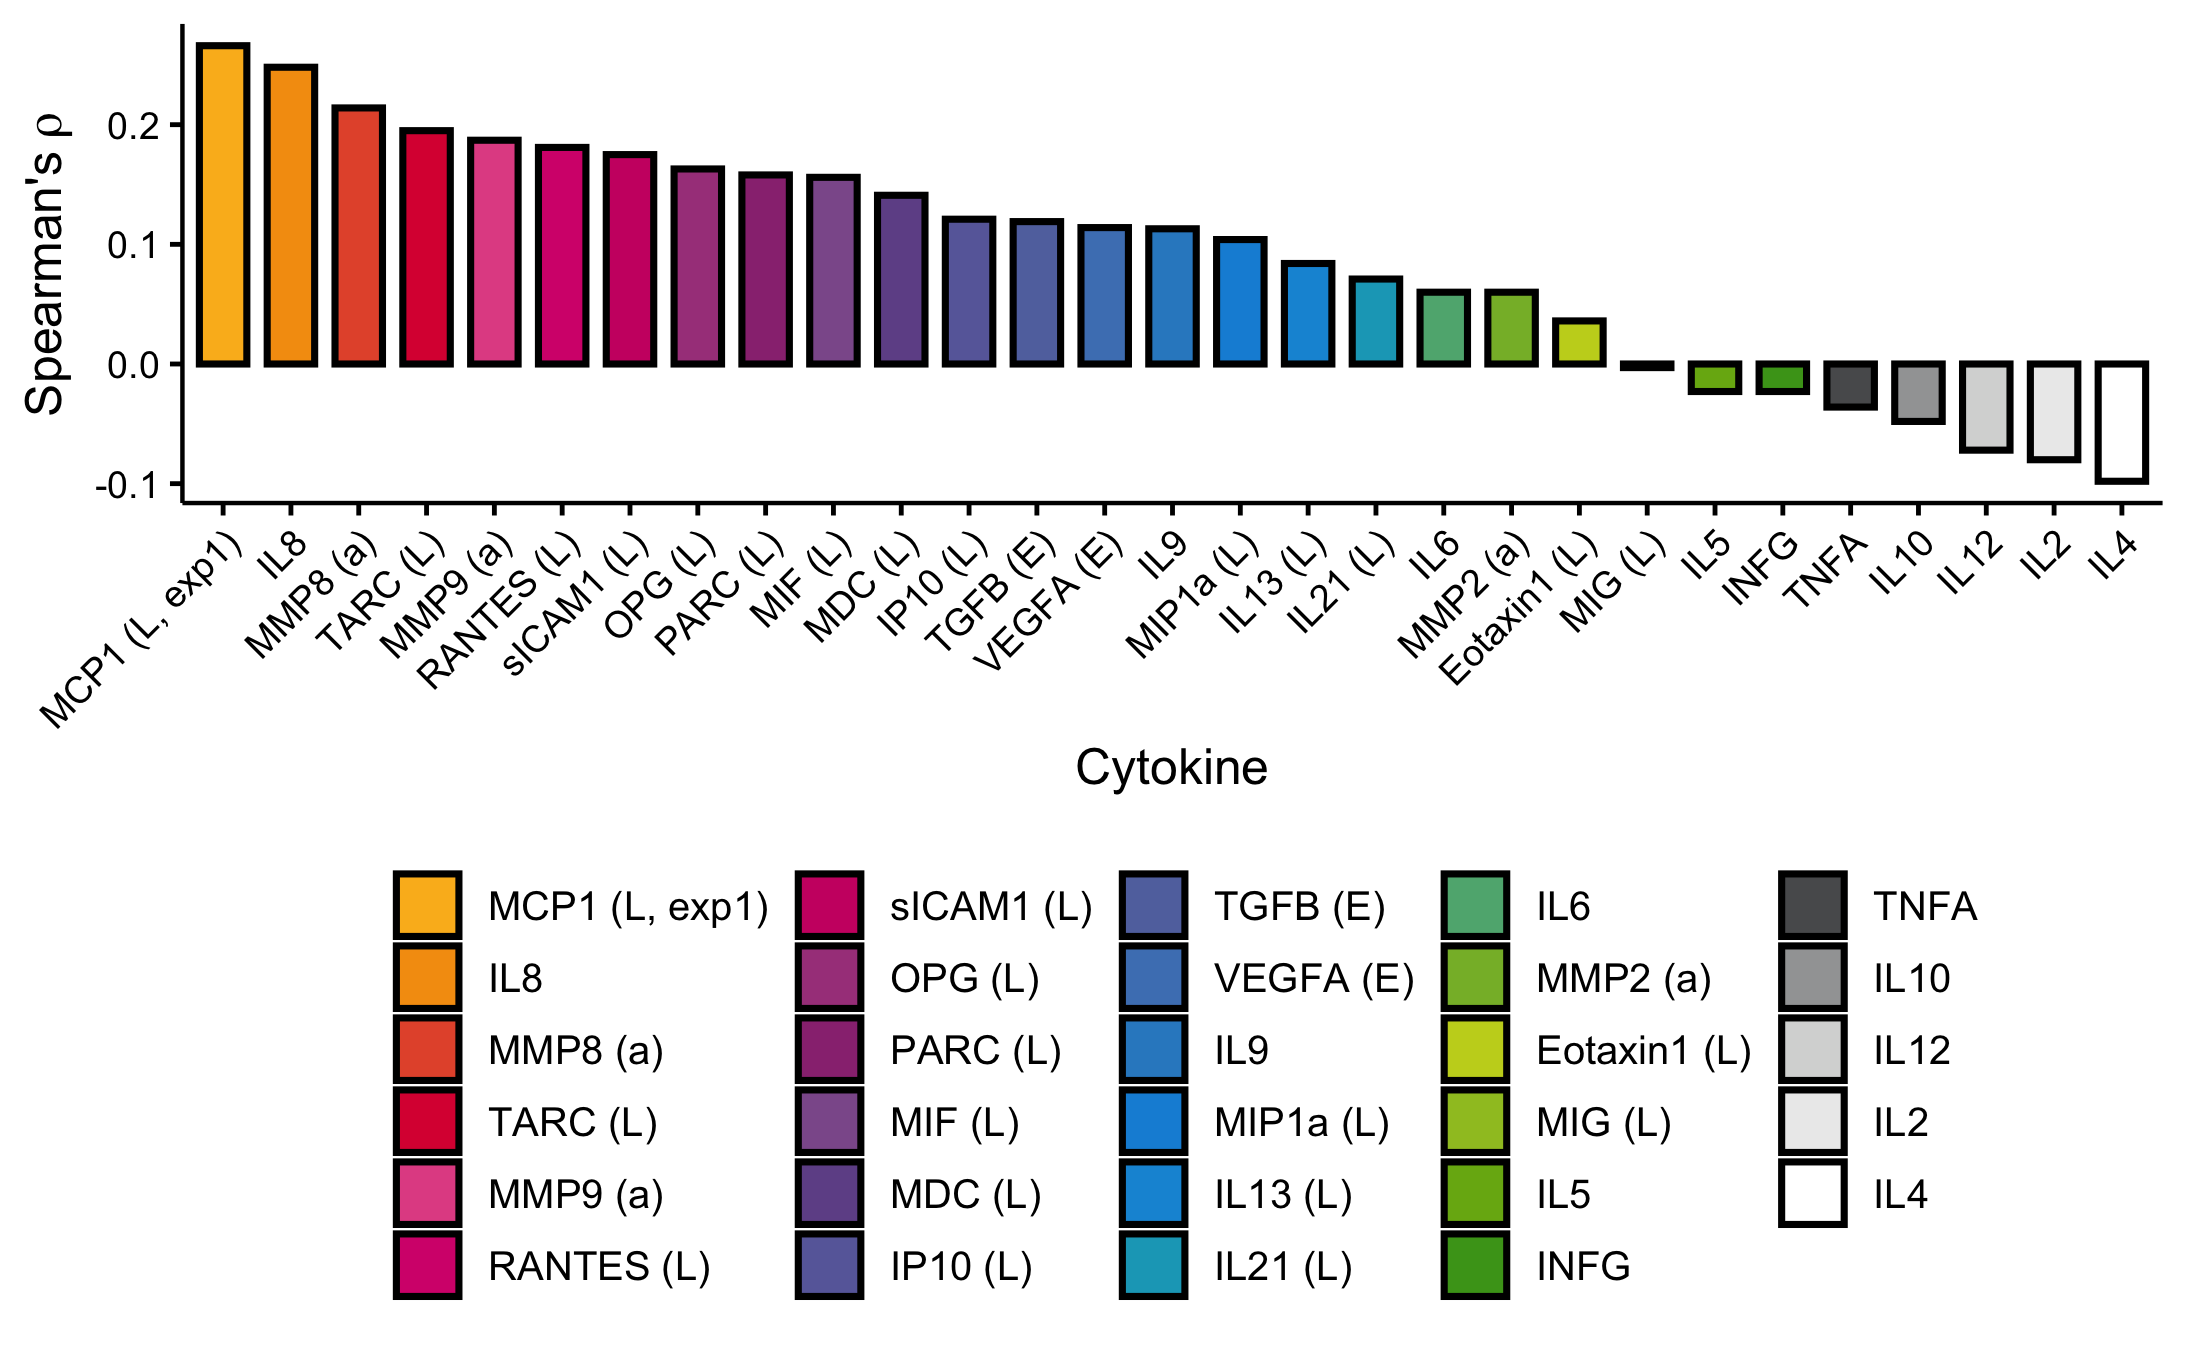 Spearman's ρ
0.2
0.1
0.0
-0.1
MCP1 (L, exp1)
IL8
MMP8 (a)
TARC (L)
MMP9 (a)
RANTES (L)
sICAM1 (L)
OPG (L)
PARC (L)
MIF (L)
MDC (L)
IP10 (L)
TGFB (E)
VEGFA (E)
IL9
MIP1a (L)
IL13 (L)
IL21 (L)
IL6
MMP2 (a)
Eotaxin1 (L)
MIG (L)
IL5
INFG
TNFA
IL10
IL12
IL2
IL4
Cytokine
MCP1 (L, exp1)
IL8
MMP8 (a)
TARC (L)
MMP9 (a)
RANTES (L)
sICAM1 (L)
OPG (L)
PARC (L)
MIF (L)
MDC (L)
IP10 (L)
TGFB (E)
VEGFA (E)
IL9
MIP1a (L)
IL13 (L)
IL21 (L)
IL6
MMP2 (a)
Eotaxin1 (L)
MIG (L)
IL5
INFG
TNFA
IL10
IL12
IL2
IL4